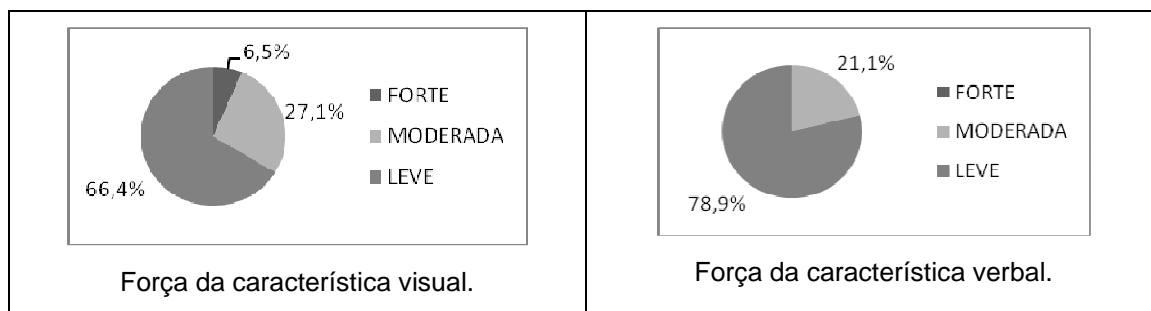 6,5%
FORTE
27,1%
MODERADA
LEVE
66,4%
Força da característica visual.
21,1%
FORTE
MODERADA
LEVE
78,9%
Força da característica verbal.